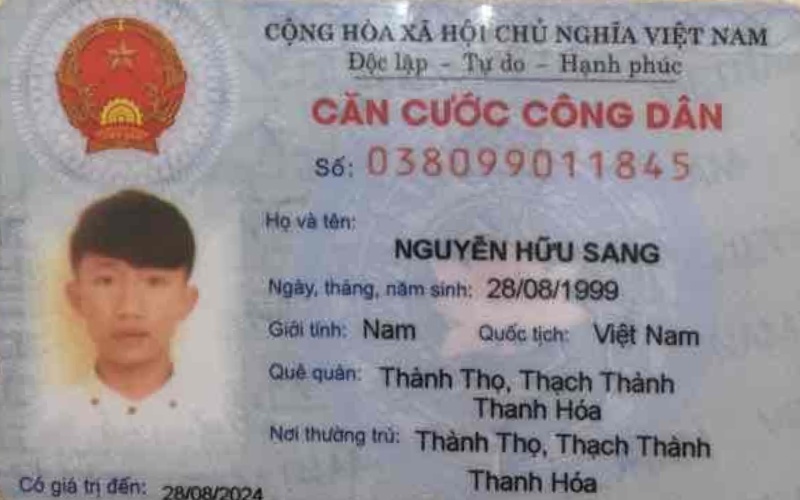 CỘNG HÒA XÃ HỘI CHỦ NGHĨA VIỆT NAM
Độc lập - Tự do - Hạnh phúc
CĂN CƯỚC CÔNG DÂN
Số: 038099011845
Họ và tên:
NGUYỄN HỮU SANG
Ngày, tháng, năm sinh: 28/08/1999
Giới tính: Nam Quốc tịch: Việt Nam
Quê quán: Thành Thọ, Thạch Thành
Thanh Hóa
Nơi thường trú: Thành Thọ, Thạch Thành
Thanh Hóa
Có giá trị đến: 28/08/2024